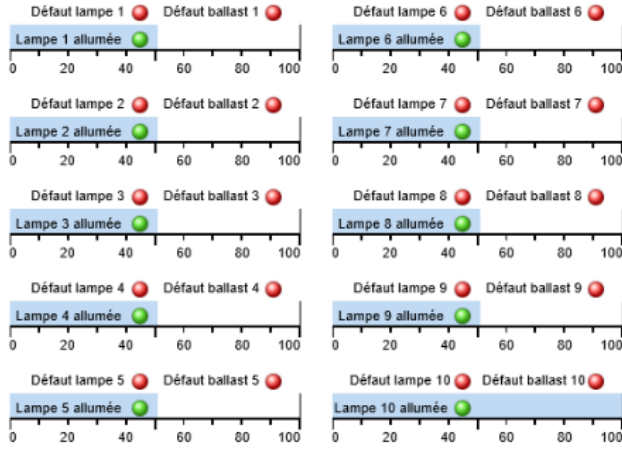 Défaut lampe 1 Défaut ballast 1
Lampe 1 allumée
0 20 40 60 80 100
Défaut lampe 2 Défaut ballast 2
Lampe 2 allumée
0 20 40 60 80 100
Défaut lampe 3 Défaut ballast 3
Lampe 3 allumée
0 20 40 60 80 100
Défaut lampe 4 Défaut ballast 4
Lampe 4 allumée
0 20 40 60 80 100
Défaut lampe 5 Défaut ballast 5
Lampe 5 allumée
0 20 40 60 80 100
Défaut lampe 6 Défaut ballast 6
Lampe 6 allumée
0 20 40 60 80 100
Défaut lampe 7 Défaut ballast 7
Lampe 7 allumée
0 20 40 60 80 100
Défaut lampe 8 Défaut ballast 8
Lampe 8 allumée
0 20 40 60 80 100
Défaut lampe 9 Défaut ballast 9
Lampe 9 allumée
0 20 40 60 80 100
Défaut lampe 10 Défaut ballast 10
Lampe 10 allumée
0 20 40 60 80 100